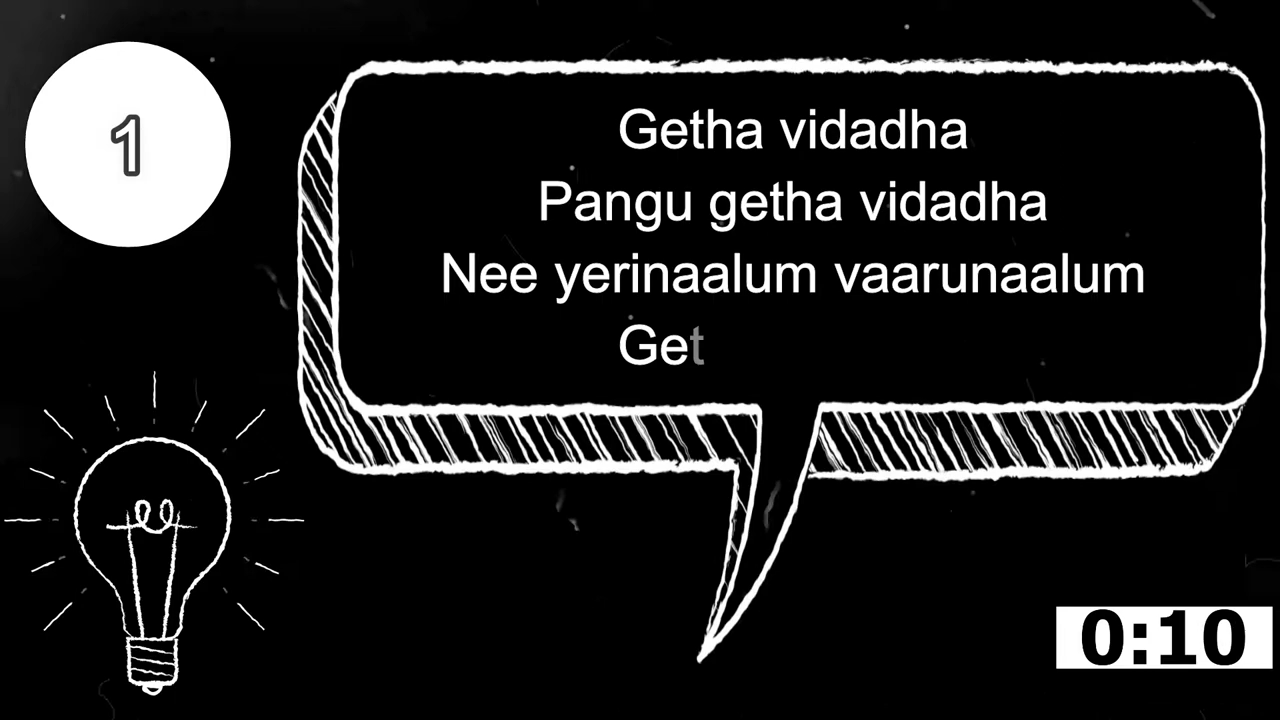 1
Getha vidadha
Pangu getha vidadha
Nee yerinaalum vaarunaalum
Get
0:10